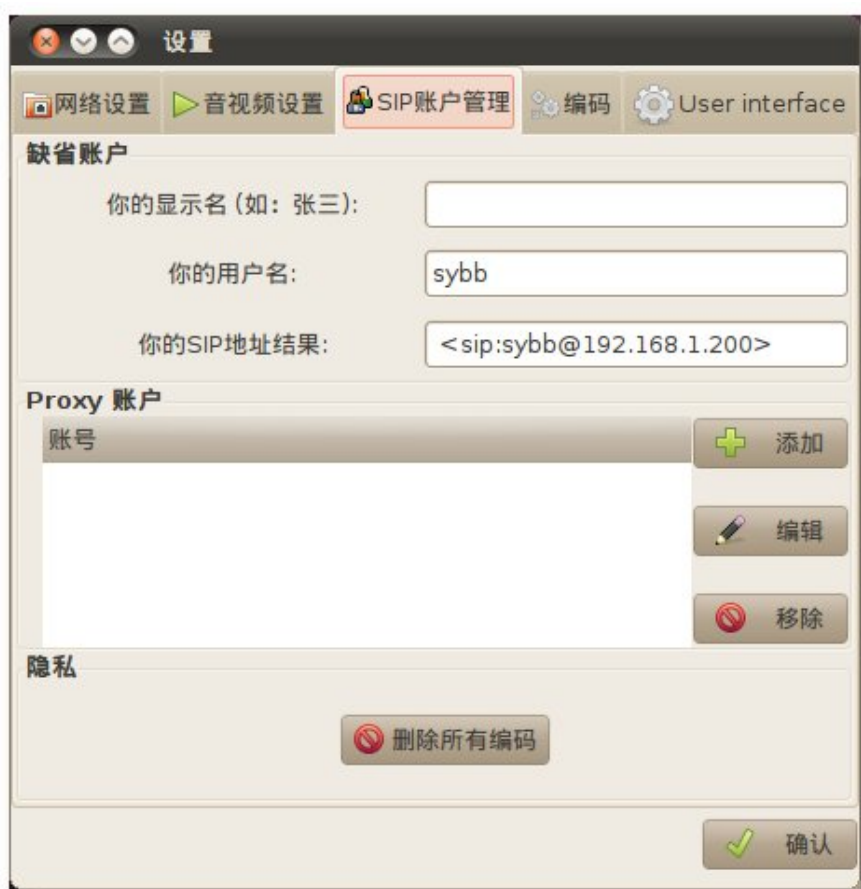 设置
网络设置 音视频设置 SIP账户管理 编码 User interface
缺省账户
你的显示名(如：张三):
你的用户名: sybb
你的SIP地址结果: <sip:sybb@192.168.1.200>
Proxy 账户
账号 添加
编辑
移除
隐私
删除所有编码
确认